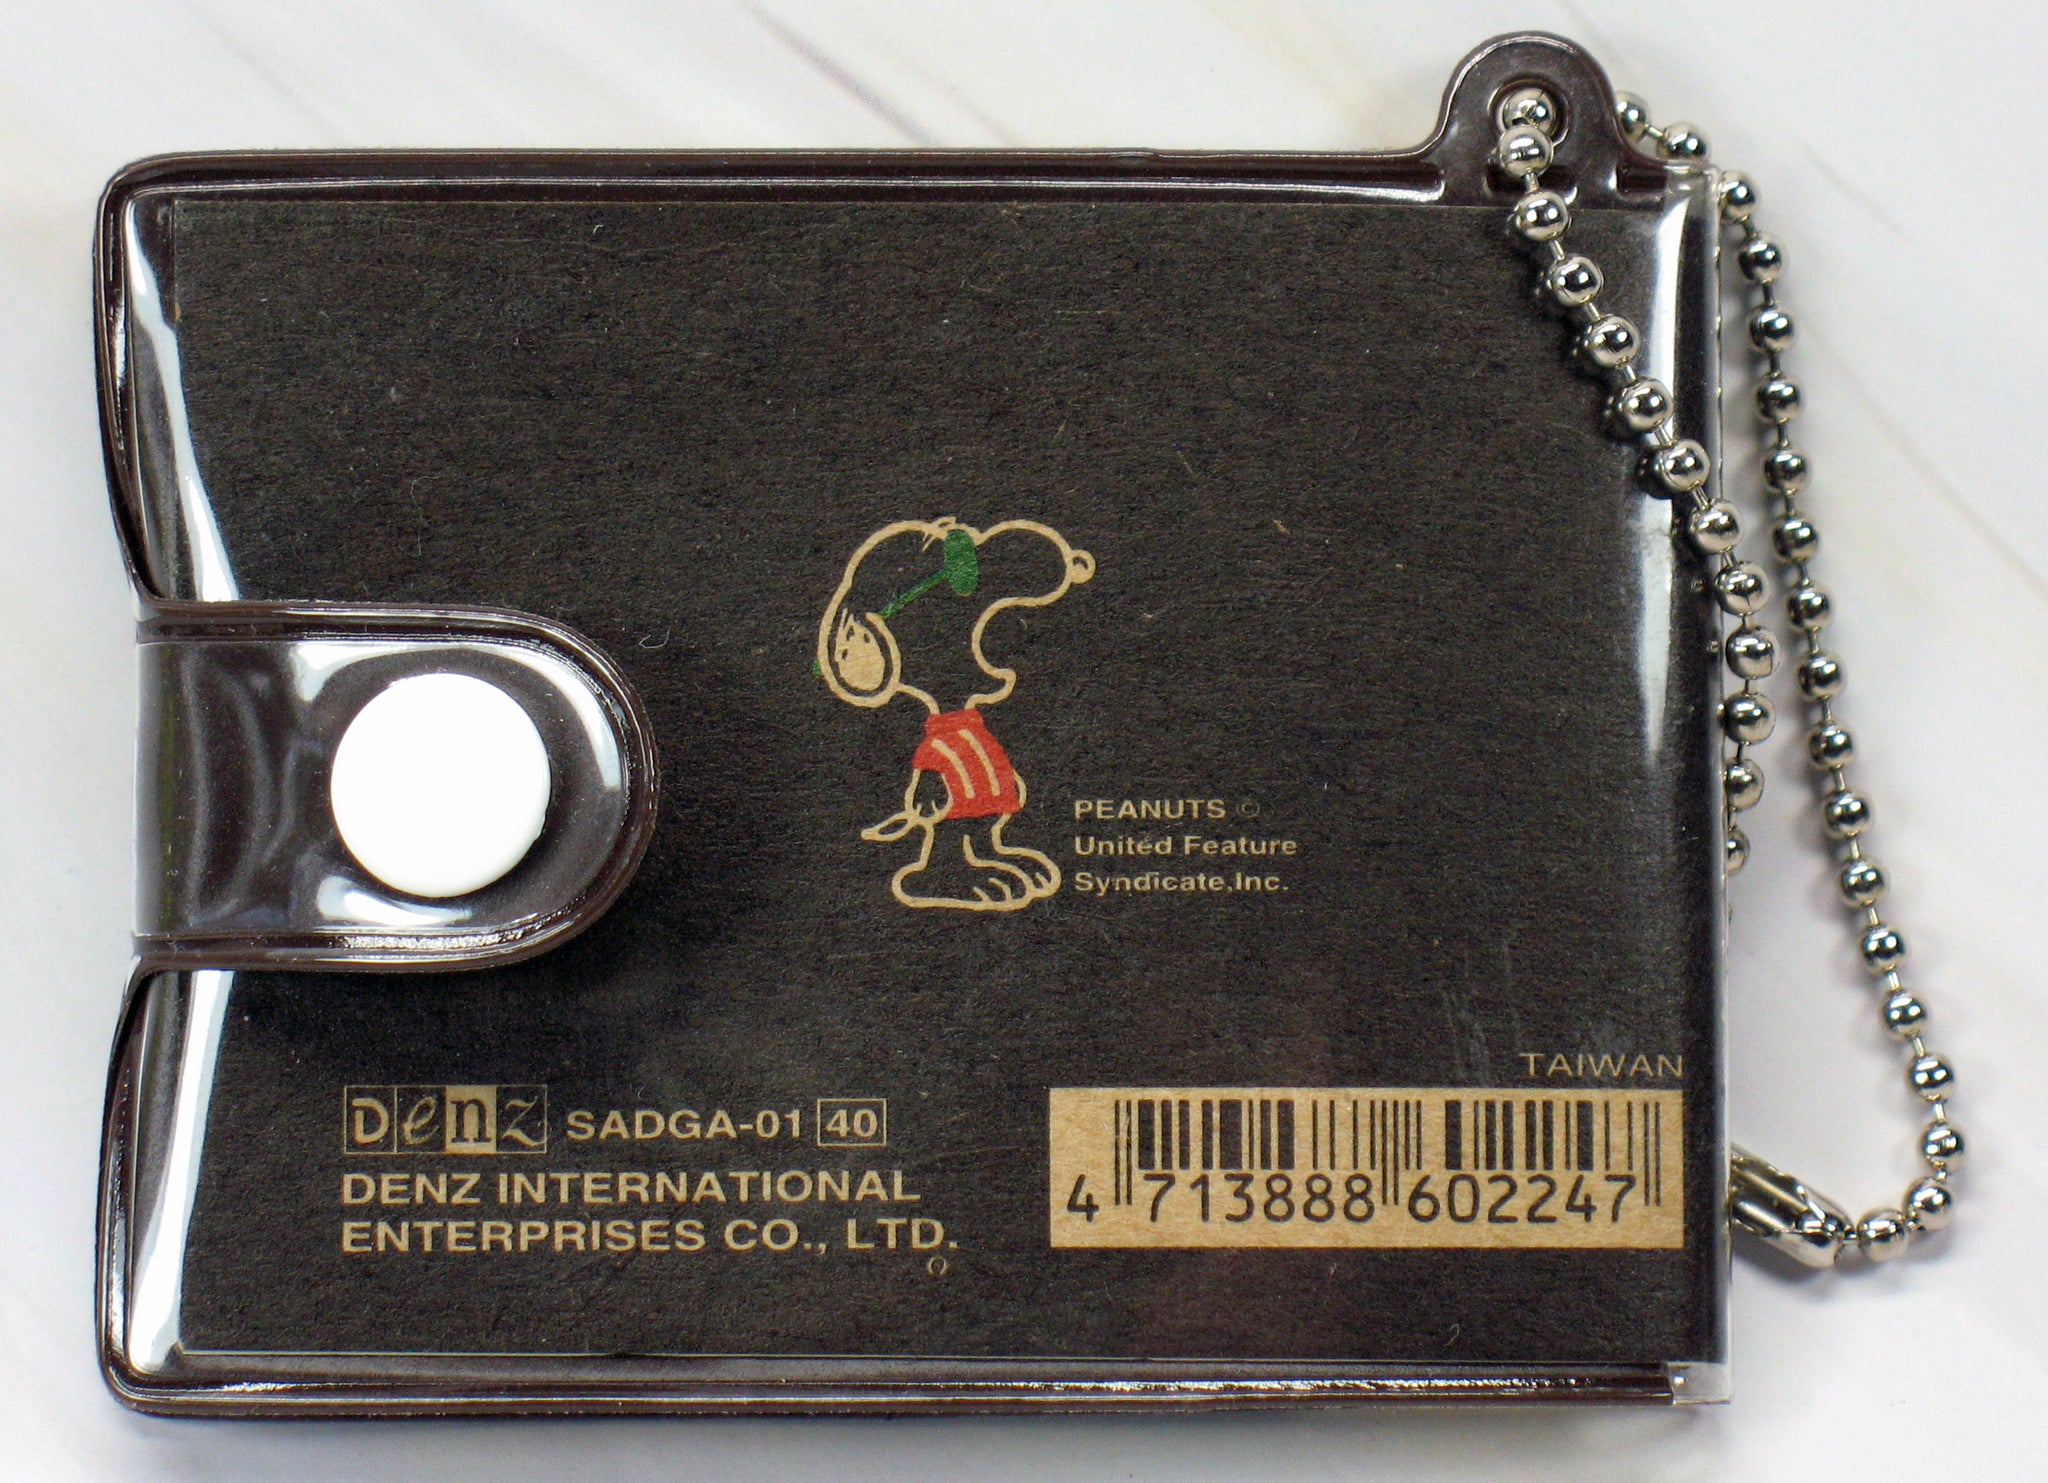 PEANUTS ©
United Feature
Syndicate,Inc.
TAIWAN
Denz SADGA-01 40
DENZ INTERNATIONAL
ENTERPRISES CO., LTD.
4 713888 602247